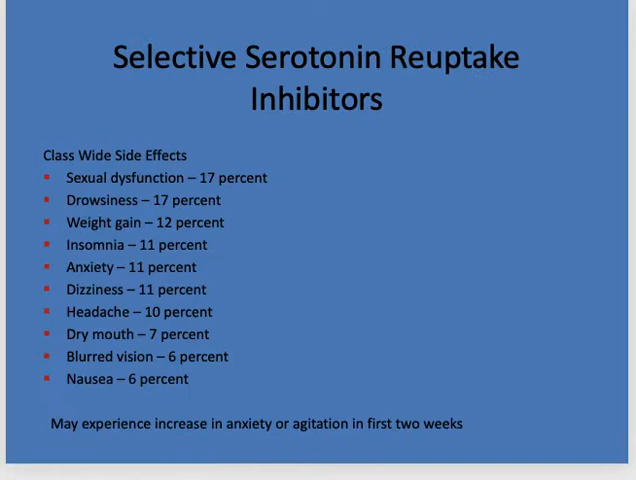 Selective Serotonin Reuptake
Inhibitors
Class Wide Side Effects
▪ Sexual dysfunction – 17 percent
▪ Drowsiness – 17 percent
▪ Weight gain – 12 percent
▪ Insomnia – 11 percent
▪ Anxiety – 11 percent
▪ Dizziness – 11 percent
▪ Headache – 10 percent
▪ Dry mouth – 7 percent
▪ Blurred vision – 6 percent
▪ Nausea – 6 percent
May experience increase in anxiety or agitation in first two weeks